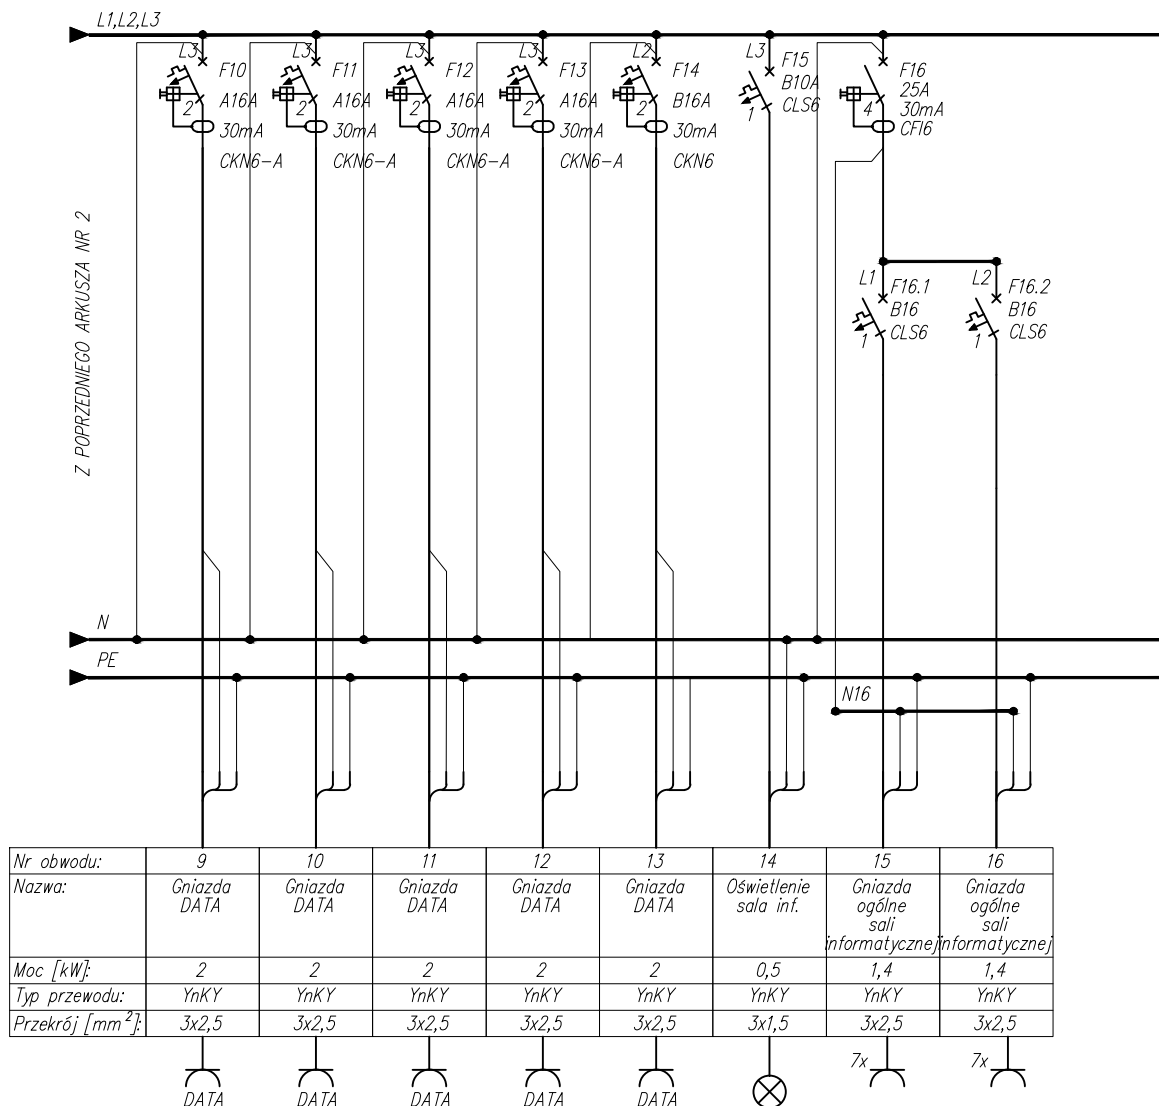 L1,L2,L3
L3
F10
A16A
2
30mA
CKN6-A
L3
F11
A16A
2
30mA
CKN6-A
L3
F12
A16A
2
30mA
CKN6-A
L3
F13
A16A
2
30mA
CKN6-A
L2
F14
B16A
2
30mA
CKN6
L3
F15
B10A
CLS6
1
F16
25A
30mA
CFI6
4
Z POPRZEDNIEGO ARKUSZA NR 2
L1
F16.1
B16
CLS6
1
L2
F16.2
B16
CLS6
1
N
PE
N16
Nr obwodu: 9 10 11 12 13 14 15 16
Nazwa:
Gniazda
DATA
Gniazda
DATA
Gniazda
DATA
Gniazda
DATA
Gniazda
DATA
Oświetlenie
sala inf.
Gniazda
ogólne
sali
informatycznej
Gniazda
ogólne
sali
informatycznej
Moc [kW]: 2 2 2 2 2 0,5 1,4 1,4
Typ przewodu: YnKY YnKY YnKY YnKY YnKY YnKY YnKY YnKY
Przekrój [mm²]: 3x2,5 3x2,5 3x2,5 3x2,5 3x2,5 3x1,5 3x2,5 3x2,5
7x 7x
DATA DATA DATA DATA DATA